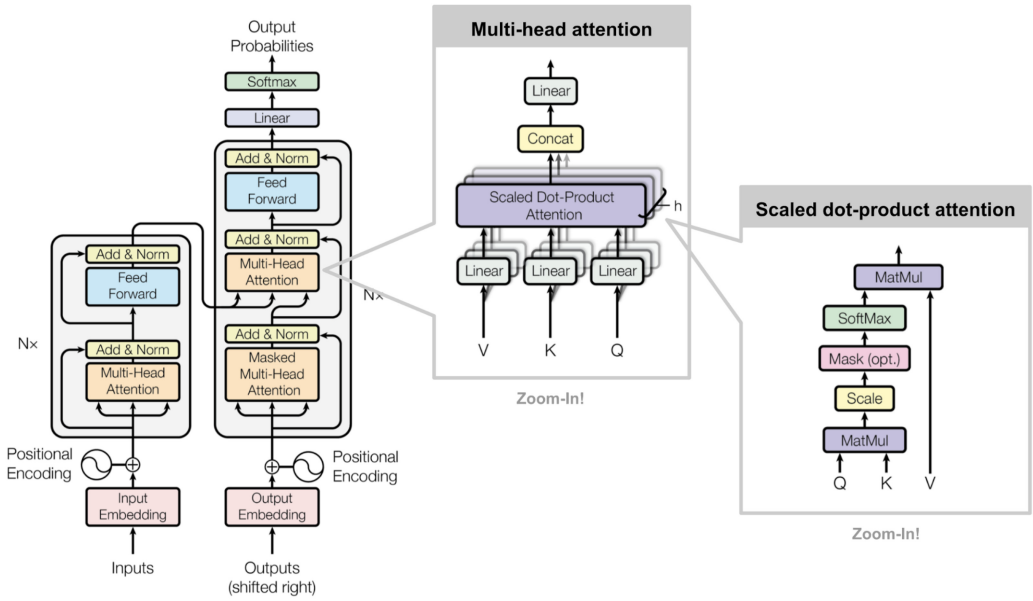 Output
Probabilities
Softmax
Linear
Add & Norm
Feed
Forward
Add & Norm
Multi-Head
Attention
Nx
Add & Norm
Masked
Multi-Head
Attention
Positional
Encoding
Output
Embedding
Outputs
(shifted right)
Add & Norm
Feed
Forward
Nx
Add & Norm
Multi-Head
Attention
Positional
Encoding
Input
Embedding
Inputs
Multi-head attention
Linear
Concat
Scaled Dot-Product
Attention
h
Linear
Linear
Linear
V
K
Q
Zoom-In!
Scaled dot-product attention
MatMul
SoftMax
Mask (opt.)
Scale
MatMul
Q
K
V
Zoom-In!